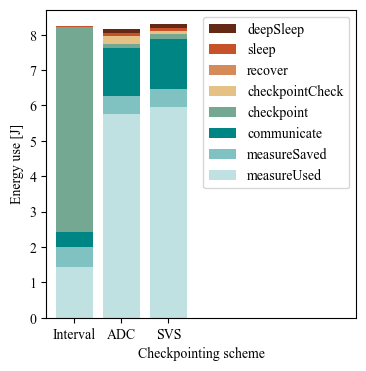 Energy use [J]
8
7
6
5
4
3
2
1
0
deepSleep
sleep
recover
checkpointCheck
checkpoint
communicate
measureSaved
measureUsed
Interval ADC SVS
Checkpointing scheme